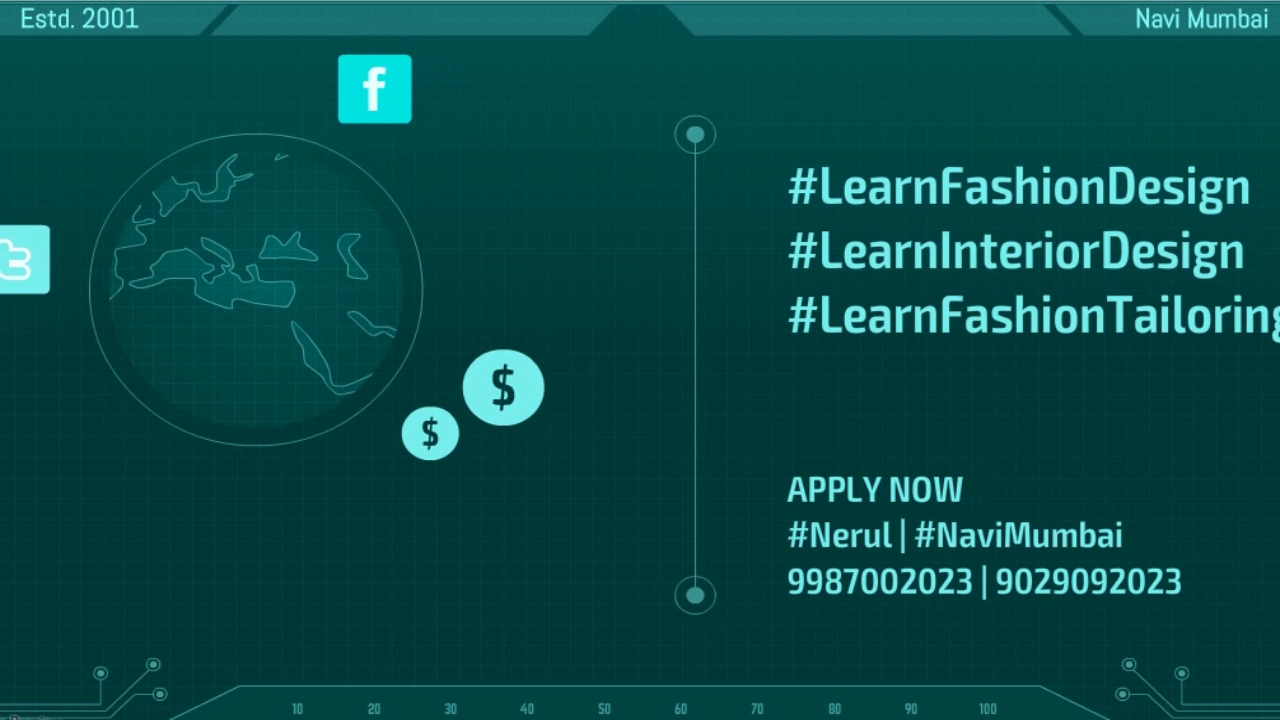 Estd. 2001
Navi Mumbai
f
#LearnFashionDesign
#LearnInteriorDesign
#LearnFashionTailoring
$
$
APPLY NOW
#Nerul | #NaviMumbai
9987002023 | 9029092023
10 20 30 40 50 60 70 80 90 100